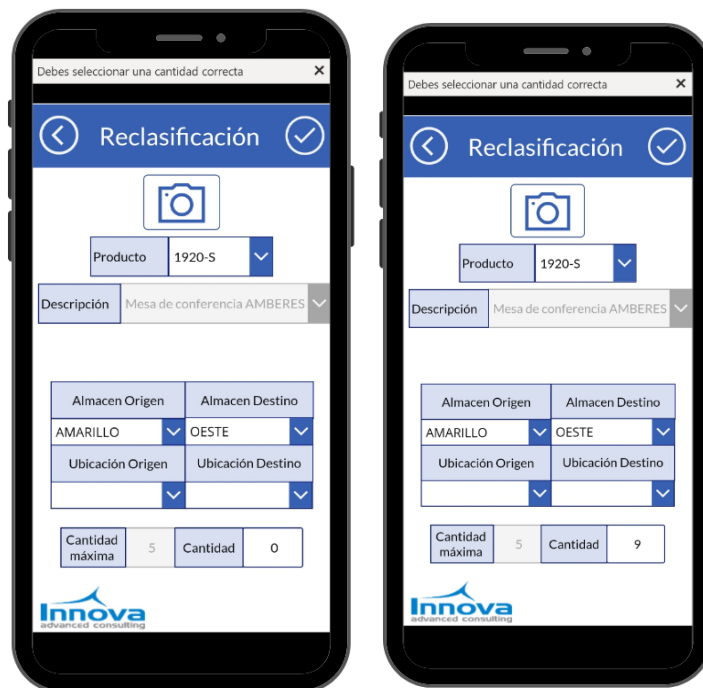 Debes seleccionar una cantidad correcta
Reclasificación
Producto 1920-S
Descripción Mesa de conferencia AMBERES
Almacen Origen Almacen Destino
AMARILLO OESTE
Ubicación Origen Ubicación Destino
Cantidad máxima 5 Cantidad 0
Innova
advanced consulting
Debes seleccionar una cantidad correcta
Reclasificación
Producto 1920-S
Descripción Mesa de conferencia AMBERES
Almacen Origen Almacen Destino
AMARILLO OESTE
Ubicación Origen Ubicación Destino
Cantidad máxima 5 Cantidad 9
Innova
advanced consulting